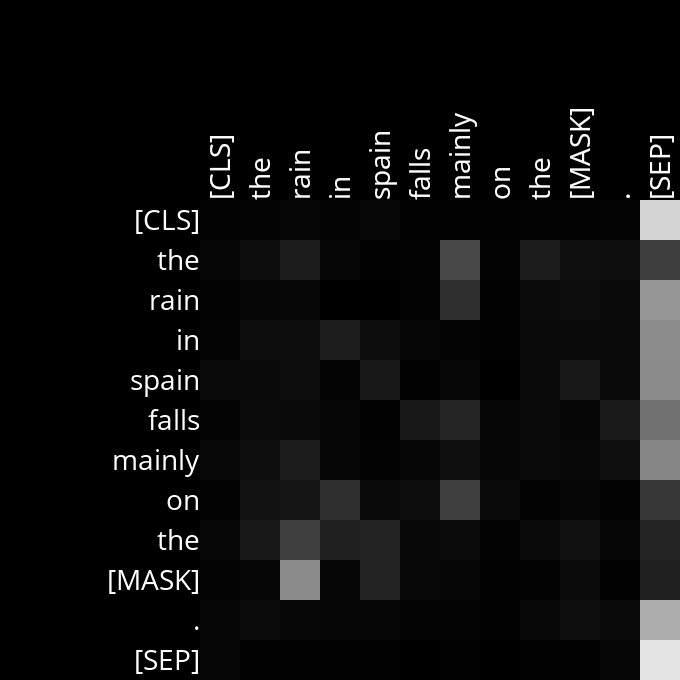 [CLS] the rain in spain falls mainly on the [MASK] . [SEP]
[CLS]
the
rain
in
spain
falls
mainly
on
the
[MASK]
.
[SEP]